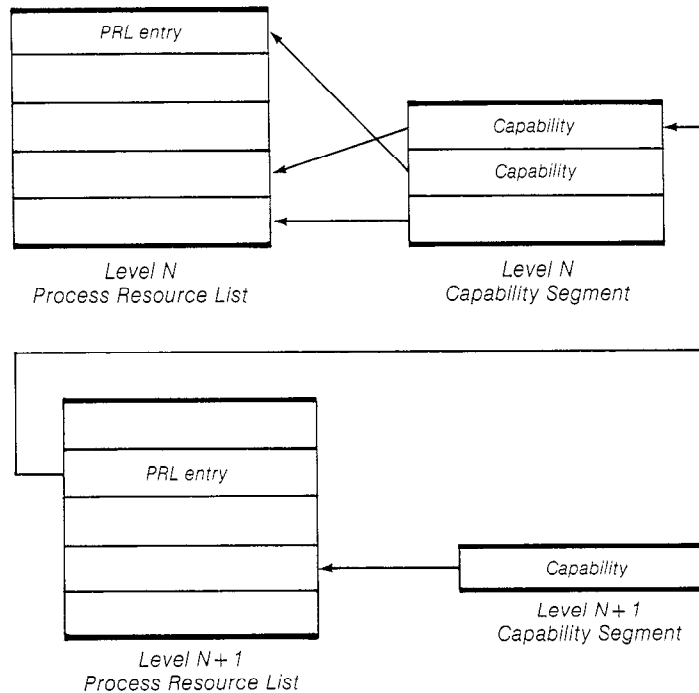 PRL entry
Capability
Capability
Level N
Process Resource List
Level N
Capability Segment
PRL entry
Capability
Level N+1
Capability Segment
Level N+1
Process Resource List